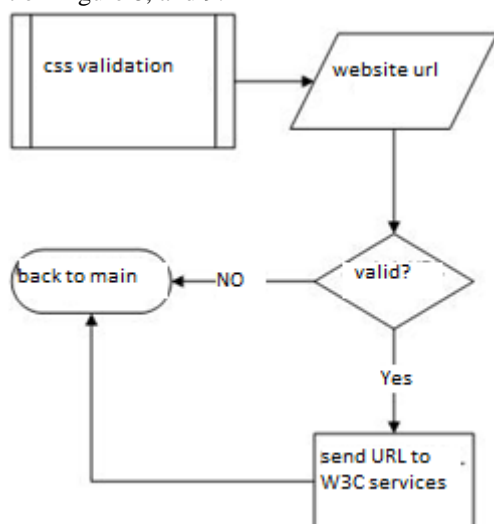 css validation
website url
valid?
NO
back to main
Yes
send URL to
W3C services